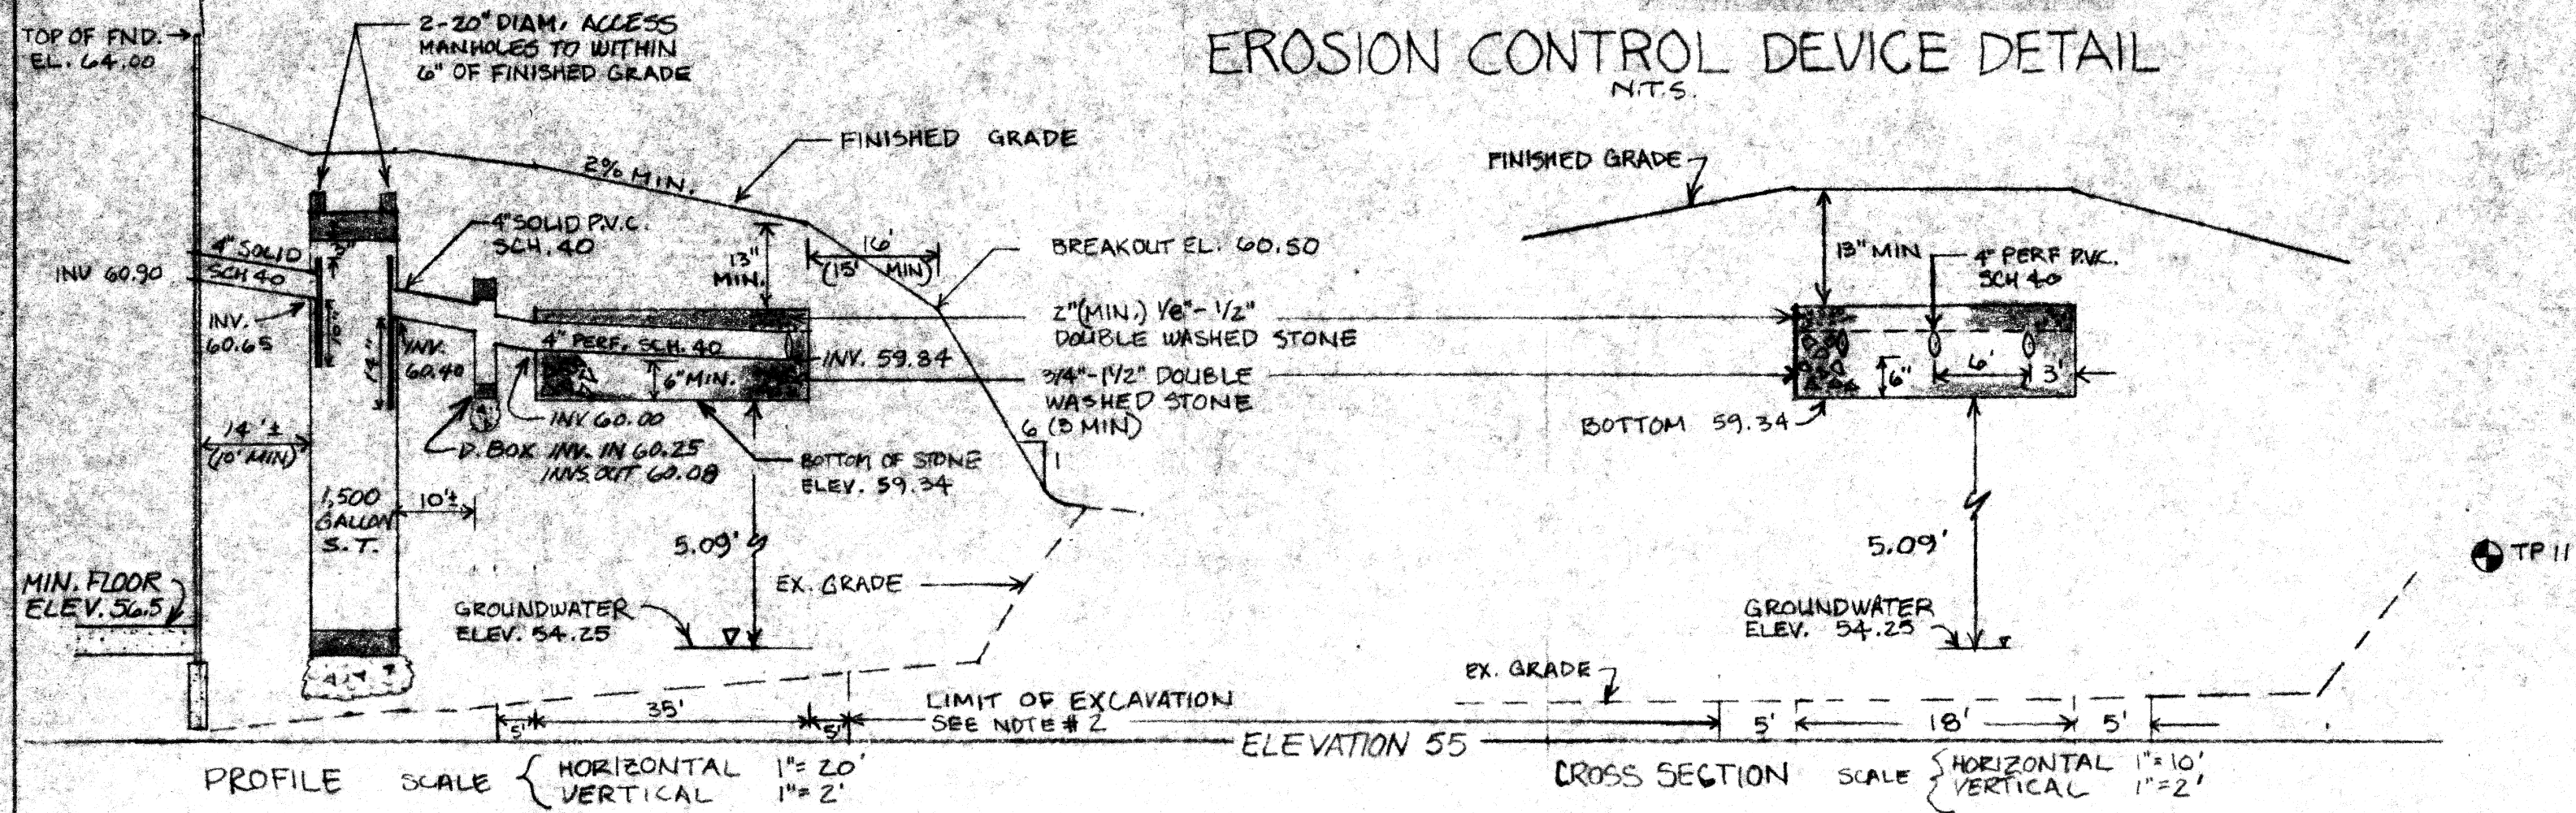 EROSION CONTROL DEVICE DETAIL
N.T.S.
TOP OF FND.
EL. 64.00
2-20" DIAM. ACCESS
MANHOLES TO WITHIN
6" OF FINISHED GRADE
FINISHED GRADE
2% MIN.
4" SOLID
SCH 40
3"
INV 60.90
INV.
60.65
4" SOLID P.V.C.
SCH. 40
INV.
60.40
13"
MIN.
16'
(15' MIN)
BREAKOUT EL. 60.50
2"(MIN.) 1/8"-1/2"
DOUBLE WASHED STONE
4" PERF. SCH. 40
INV. 59.84
6" MIN.
3/4"-1 1/2" DOUBLE
WASHED STONE
6 (3 MIN)
1
INV 60.00
D. BOX INV. IN 60.25
INVS. OUT 60.08
BOTTOM OF STONE
ELEV. 59.34
14'±
(10' MIN)
1,500
GALLON
S.T.
10'±
5.09'
EX. GRADE
MIN. FLOOR
ELEV. 56.5
GROUNDWATER
ELEV. 54.25
5'
35'
5'
LIMIT OF EXCAVATION
SEE NOTE # 2
ELEVATION 55
PROFILE SCALE
HORIZONTAL 1"= 20'
VERTICAL 1"= 2'
FINISHED GRADE
13" MIN
4" PERF P.V.C.
SCH 40
6"
6'
3'
BOTTOM 59.34
5.09'
GROUNDWATER
ELEV. 54.25
EX. GRADE
5'
18'
5'
TP 11
CROSS SECTION SCALE
HORIZONTAL 1"= 10'
VERTICAL 1"=2'